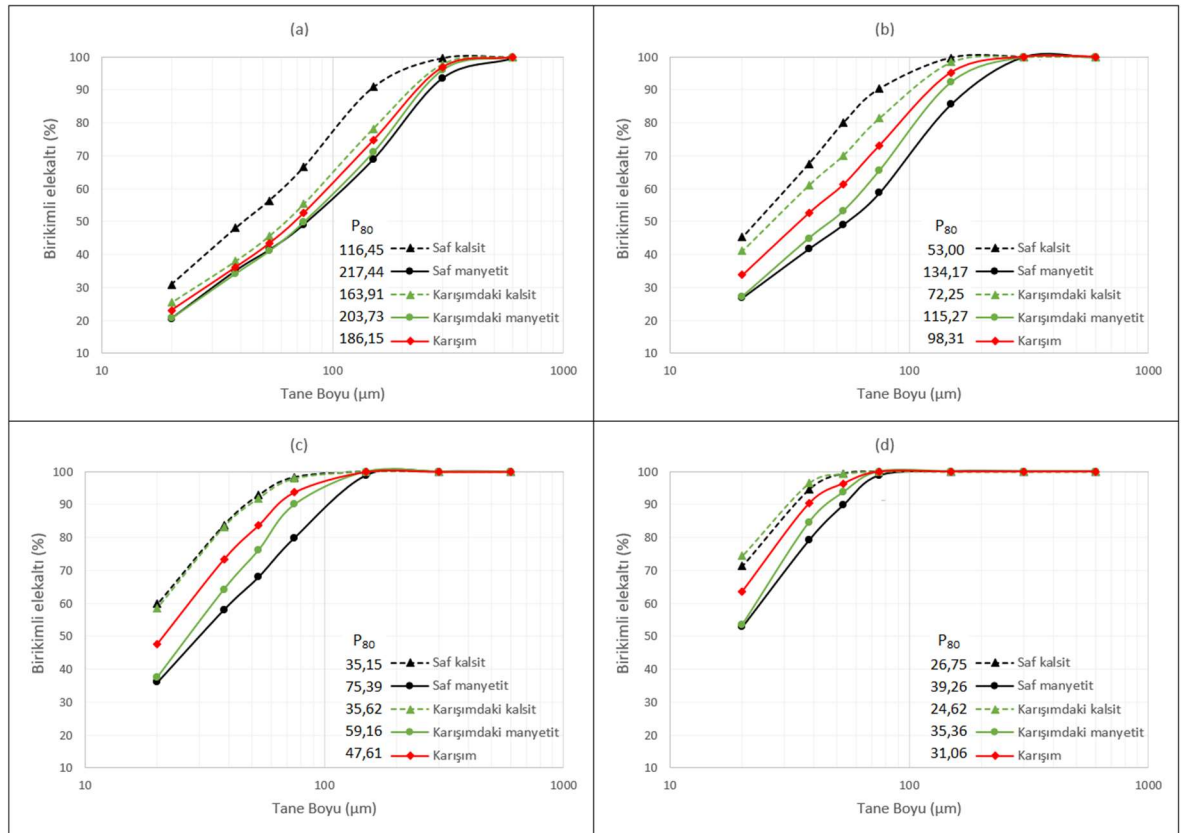 (a)
Birikimli elekaltı (%)
100
90
80
70
60
50
40
30
20
10
P80
116,45 Saf kalsit
217,44 Saf manyetit
163,91 Karışımdaki kalsit
203,73 Karışımdaki manyetit
186,15 Karışım
10 100 1000
Tane Boyu (µm)
(b)
Birikimli elekaltı (%)
100
90
80
70
60
50
40
30
20
10
P80
53,00 Saf kalsit
134,17 Saf manyetit
72,25 Karışımdaki kalsit
115,27 Karışımdaki manyetit
98,31 Karışım
10 100 1000
Tane Boyu (µm)
(c)
Birikimli elekaltı (%)
100
90
80
70
60
50
40
30
20
10
P80
35,15 Saf kalsit
75,39 Saf manyetit
35,62 Karışımdaki kalsit
59,16 Karışımdaki manyetit
47,61 Karışım
10 100 1000
Tane Boyu (µm)
(d)
Birikimli elekaltı (%)
100
90
80
70
60
50
40
30
20
10
P80
26,75 Saf kalsit
39,26 Saf manyetit
24,62 Karışımdaki kalsit
35,36 Karışımdaki manyetit
31,06 Karışım
10 100 1000
Tane Boyu (µm)